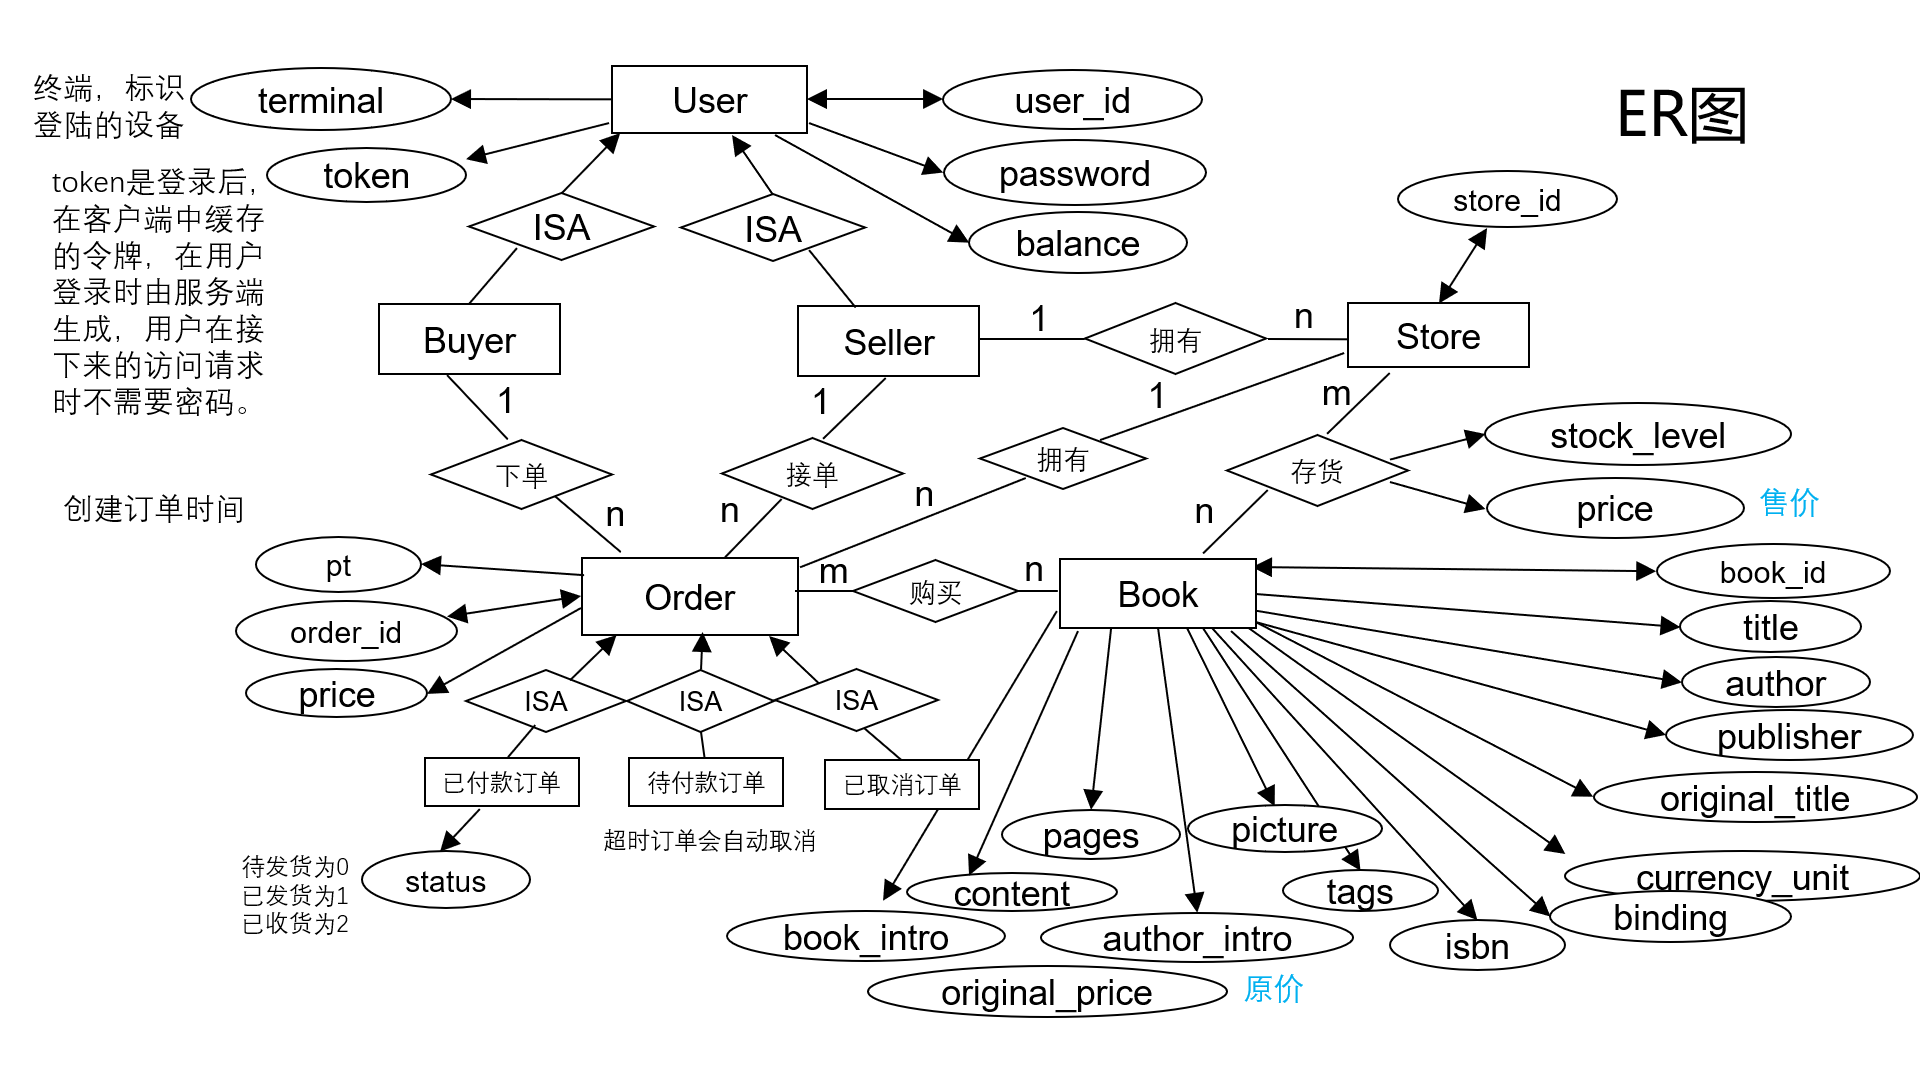 ER图
终端，标识
登陆的设备
terminal
User
user_id
token
password
token是登录后，
在客户端中缓存
的令牌，在用户
登录时由服务端
生成，用户在接
下来的访问请求
时不需要密码。
ISA
ISA
balance
store_id
Buyer
Seller
1
拥有
n
Store
1
1
1
m
stock_level
下单
接单
拥有
存货
price
售价
创建订单时间
n
n
n
n
pt
Order
m
购买
n
Book
book_id
order_id
title
price
author
ISA
ISA
ISA
publisher
已付款订单
待付款订单
已取消订单
original_title
超时订单会自动取消
pages
picture
待发货为0
已发货为1
已收货为2
status
content
tags
currency_unit
binding
book_intro
author_intro
isbn
original_price
原价